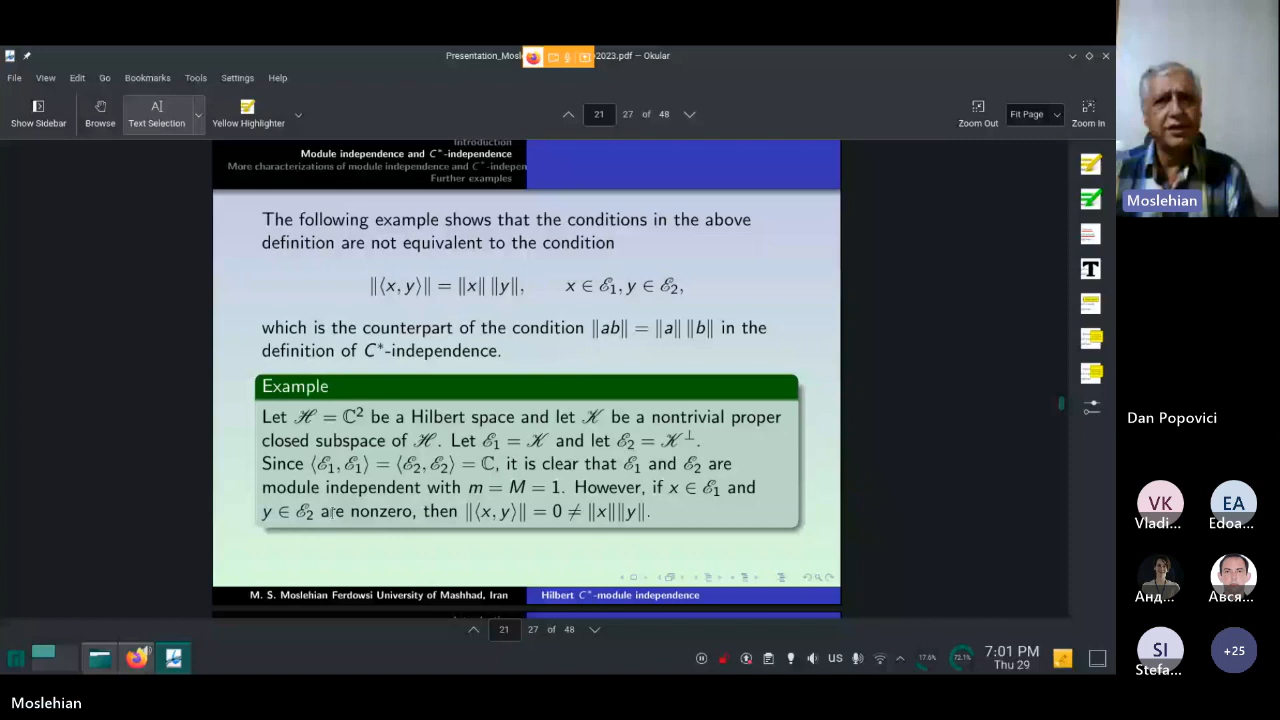 Presentation_Mosl 2023.pdf — Okular
File View Edit Go Bookmarks Tools Settings Help
Show Sidebar Browse Text Selection Yellow Highlighter 21 27 of 48 Zoom Out Fit Page Zoom In
Introduction
Module independence and C*-independence
More characterizations of module independence and C*-indepen
Further examples
The following example shows that the conditions in the above
definition are not equivalent to the condition
‖⟨x, y⟩‖ = ‖x‖ ‖y‖, x ∈ ℰ₁, y ∈ ℰ₂,
which is the counterpart of the condition ‖ab‖ = ‖a‖ ‖b‖ in the
definition of C*-independence.
Example
Let ℋ = ℂ² be a Hilbert space and let 𝒦 be a nontrivial proper
closed subspace of ℋ. Let ℰ₁ = 𝒦 and let ℰ₂ = 𝒦⊥.
Since ⟨ℰ₁, ℰ₁⟩ = ⟨ℰ₂, ℰ₂⟩ = ℂ, it is clear that ℰ₁ and ℰ₂ are
module independent with m = M = 1. However, if x ∈ ℰ₁ and
y ∈ ℰ₂ are nonzero, then ‖⟨x, y⟩‖ = 0 ≠ ‖x‖‖y‖.
M. S. Moslehian Ferdowsi University of Mashhad, Iran Hilbert C*-module independence
21 27 of 48
17.6% 72.1% US 7:01 PM
Thu 29
Moslehian
Moslehian
Dan Popovici
VK EA
Vladi... Edoa...
Анд... Ався...
SI +25
Stefa...